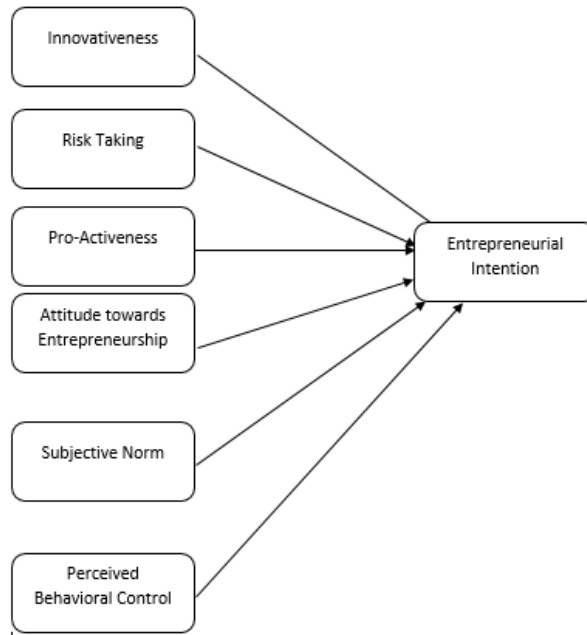 Innovativeness
Risk Taking
Pro-Activeness
Attitude towards
Entrepreneurship
Subjective Norm
Perceived
Behavioral Control
Entrepreneurial
Intention